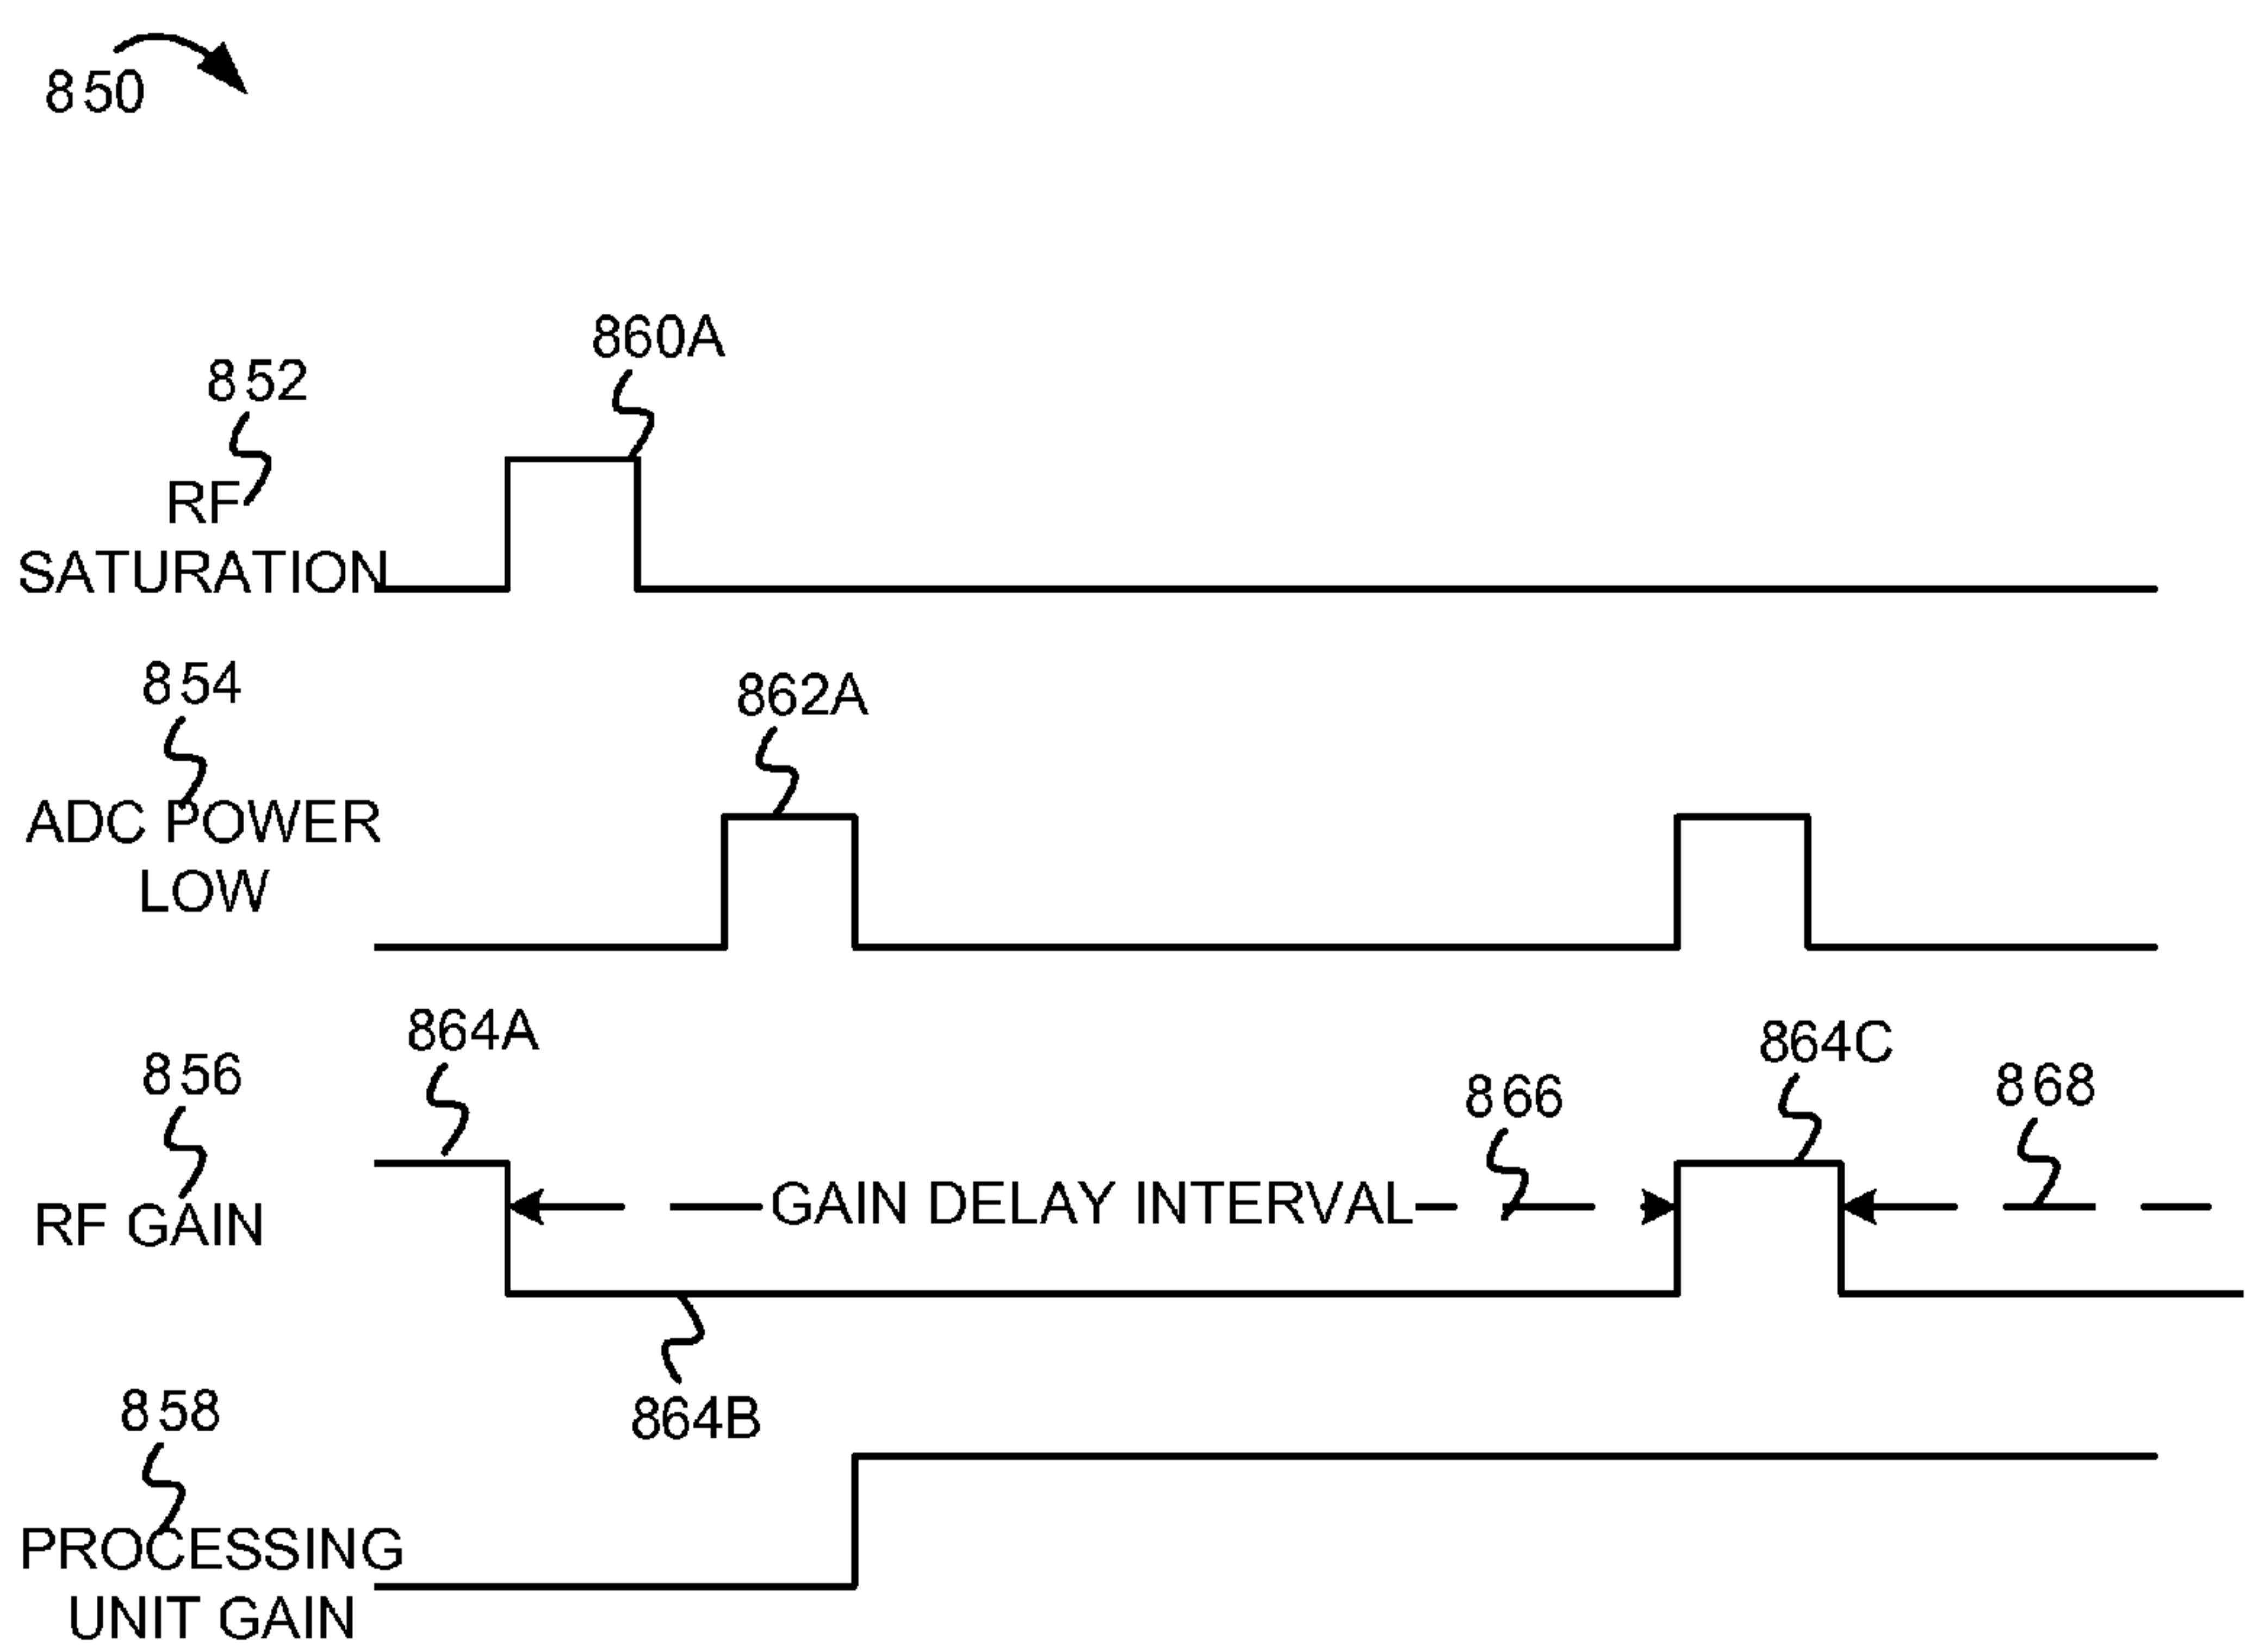 850
860A
852
RF
SATURATION
854
862A
ADC POWER
LOW
864A
864C
856
866
868
RF GAIN
GAIN DELAY INTERVAL
858
864B
PROCESSING
UNIT GAIN